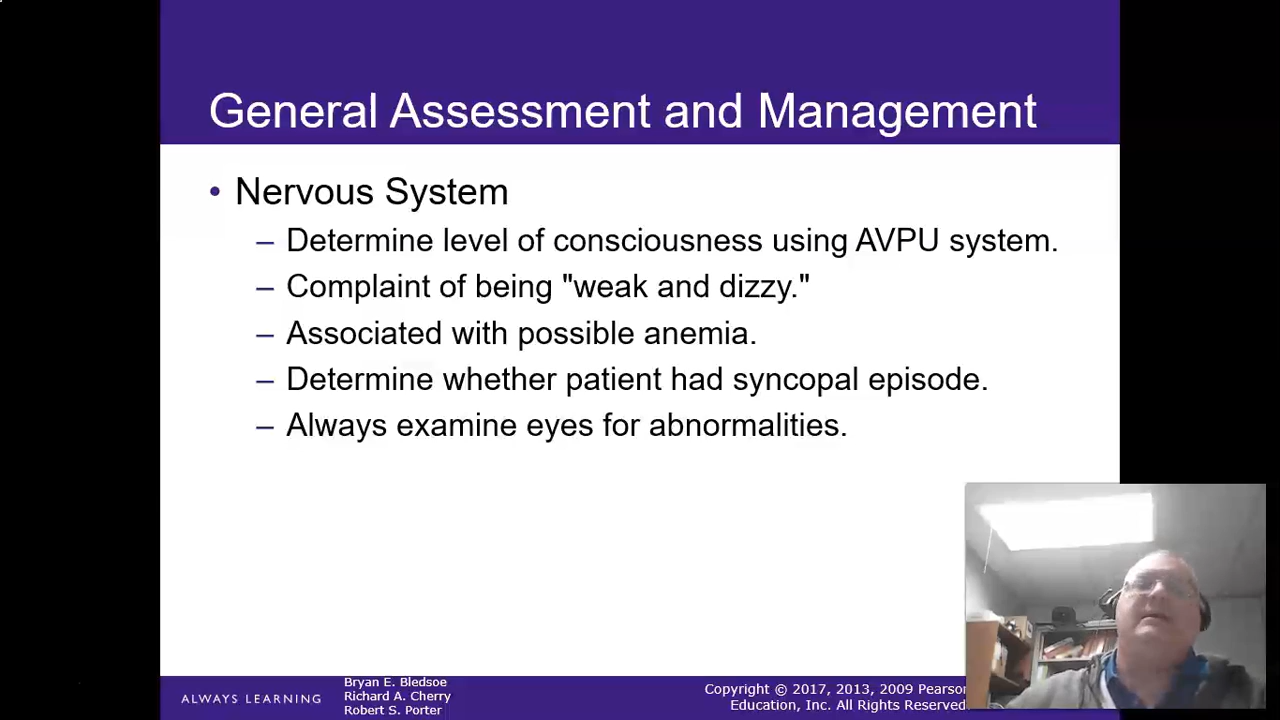 General Assessment and Management
• Nervous System
– Determine level of consciousness using AVPU system.
– Complaint of being "weak and dizzy."
– Associated with possible anemia.
– Determine whether patient had syncopal episode.
– Always examine eyes for abnormalities.
ALWAYS LEARNING
Bryan E. Bledsoe
Richard A. Cherry
Robert S. Porter
Copyright © 2017, 2013, 2009 Pearson
Education, Inc. All Rights Reserved.